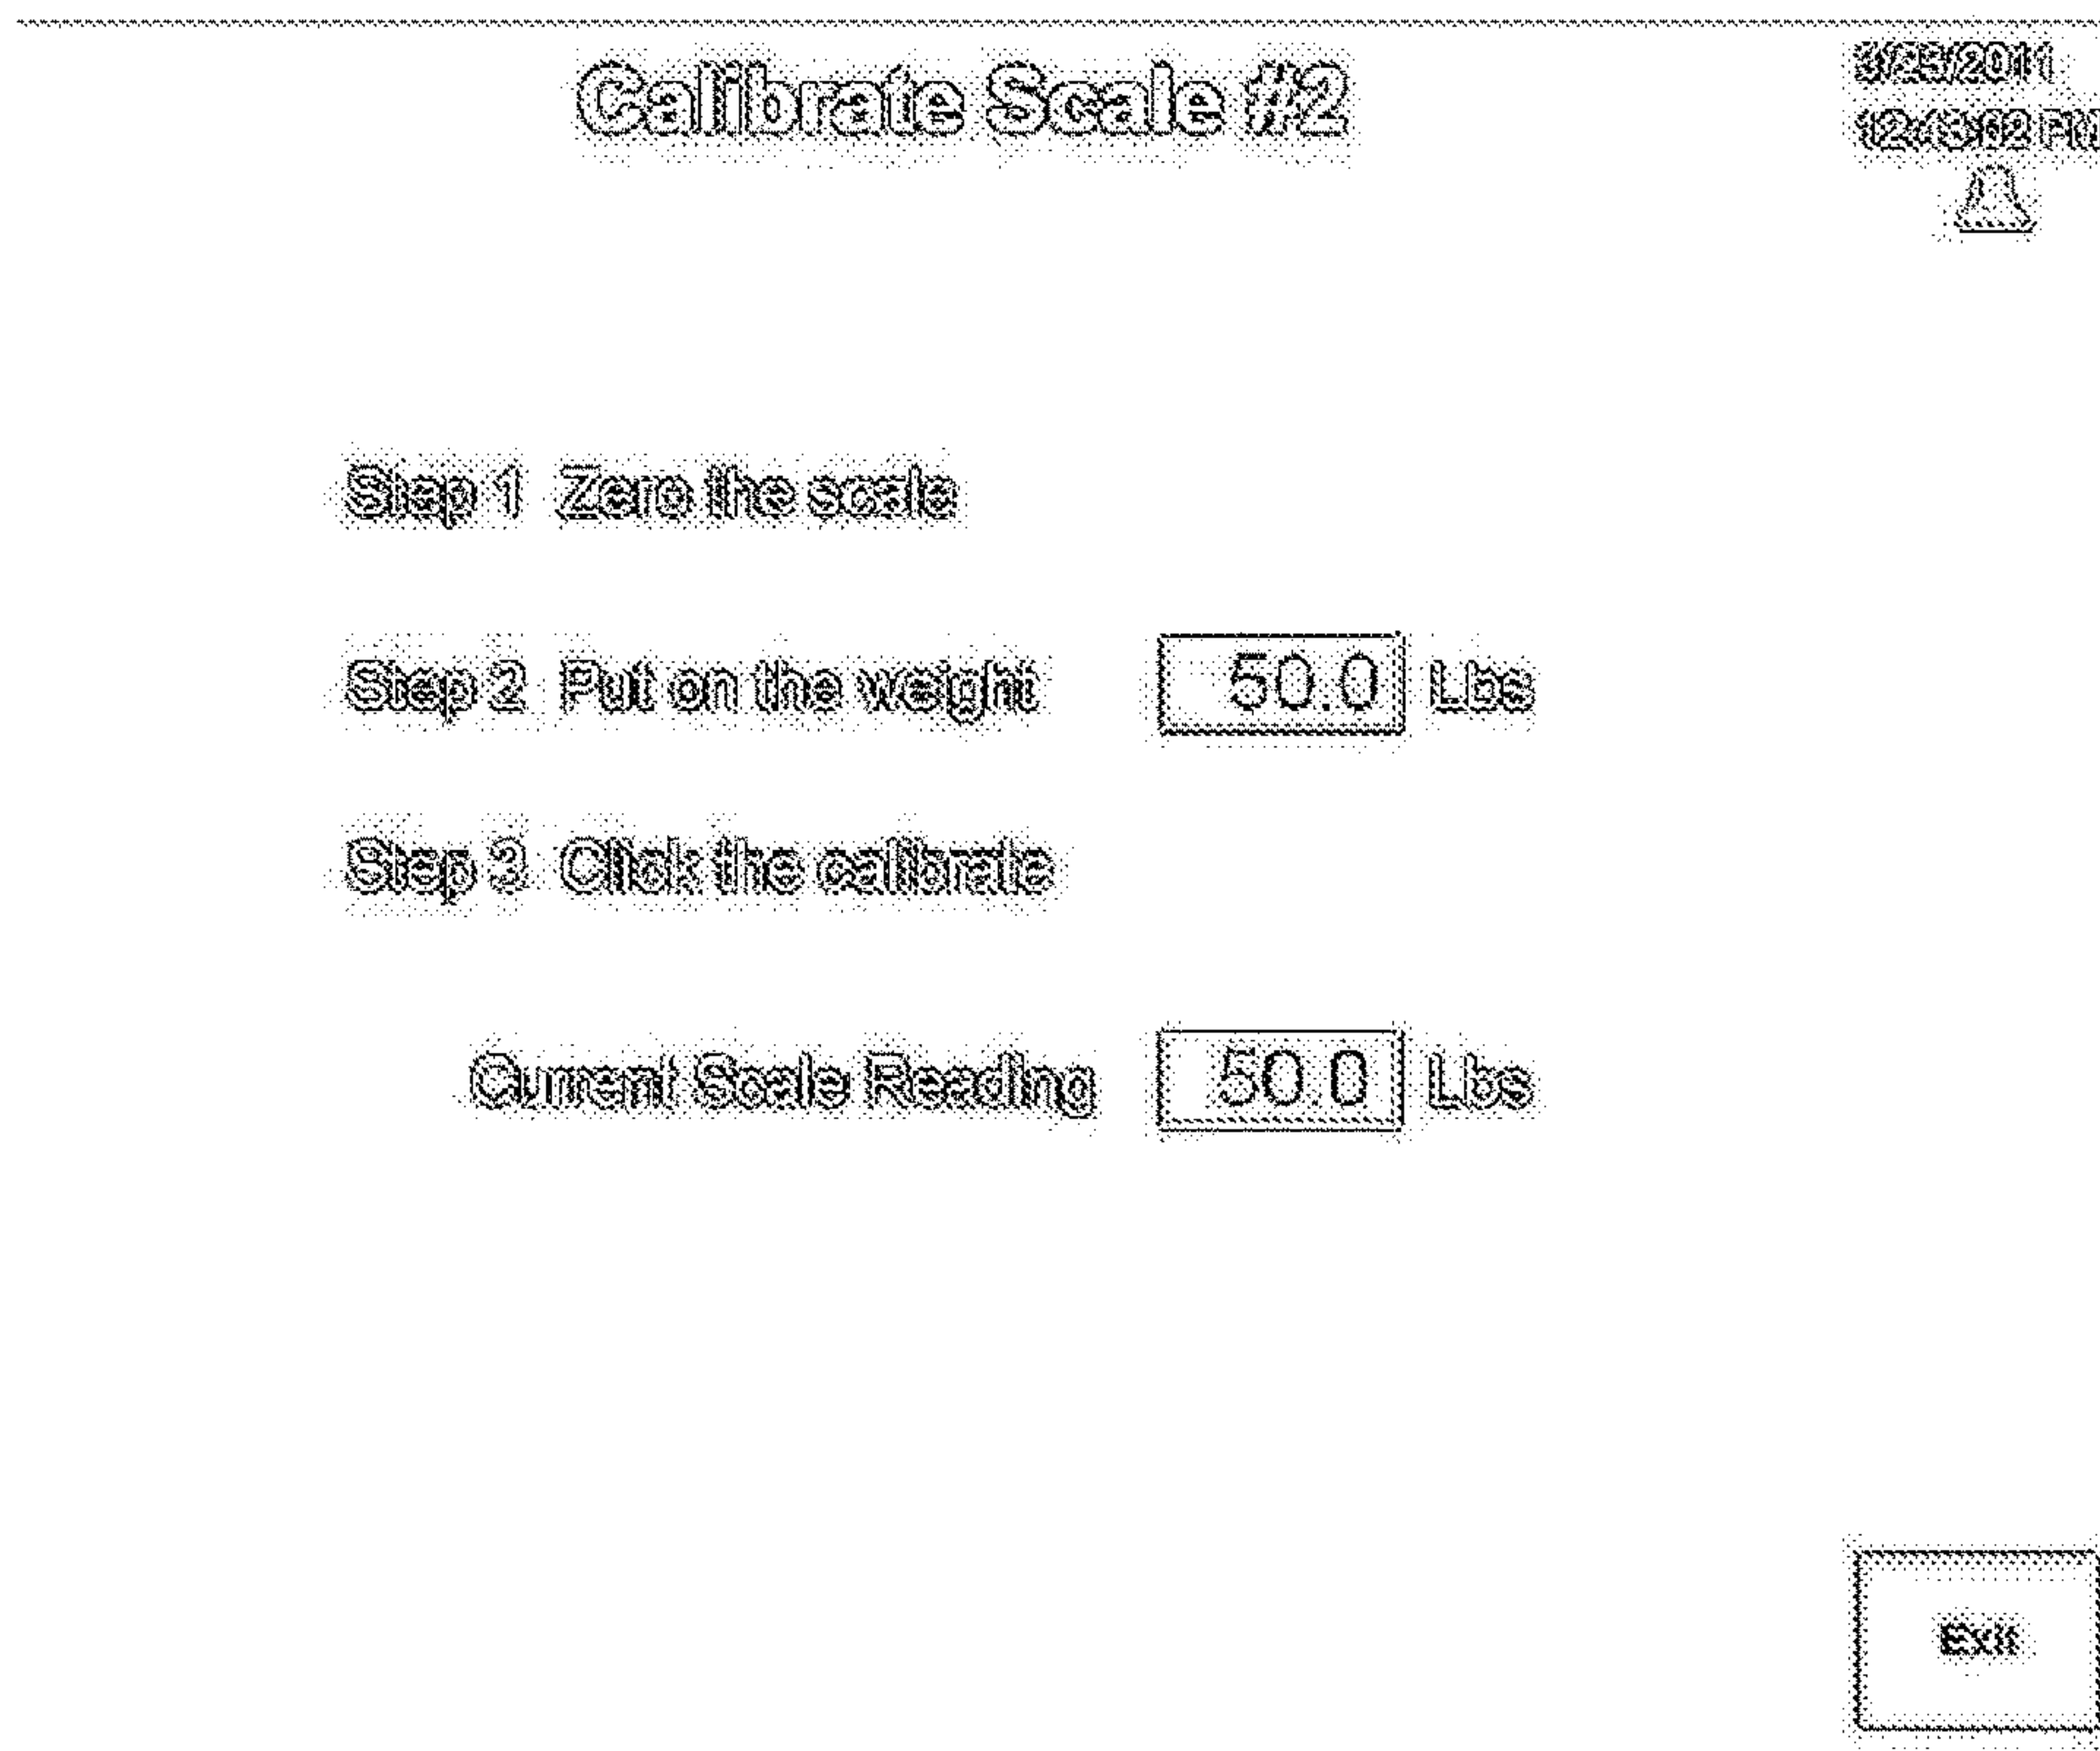 Calibrate Scale #2
3/25/2011
PM
Step 1 Zero the scale
Step 2 Put on the weight 50.0 Lbs
Step 3 Click the calibrate
Current Scale Reading 50.0 Lbs
Exit